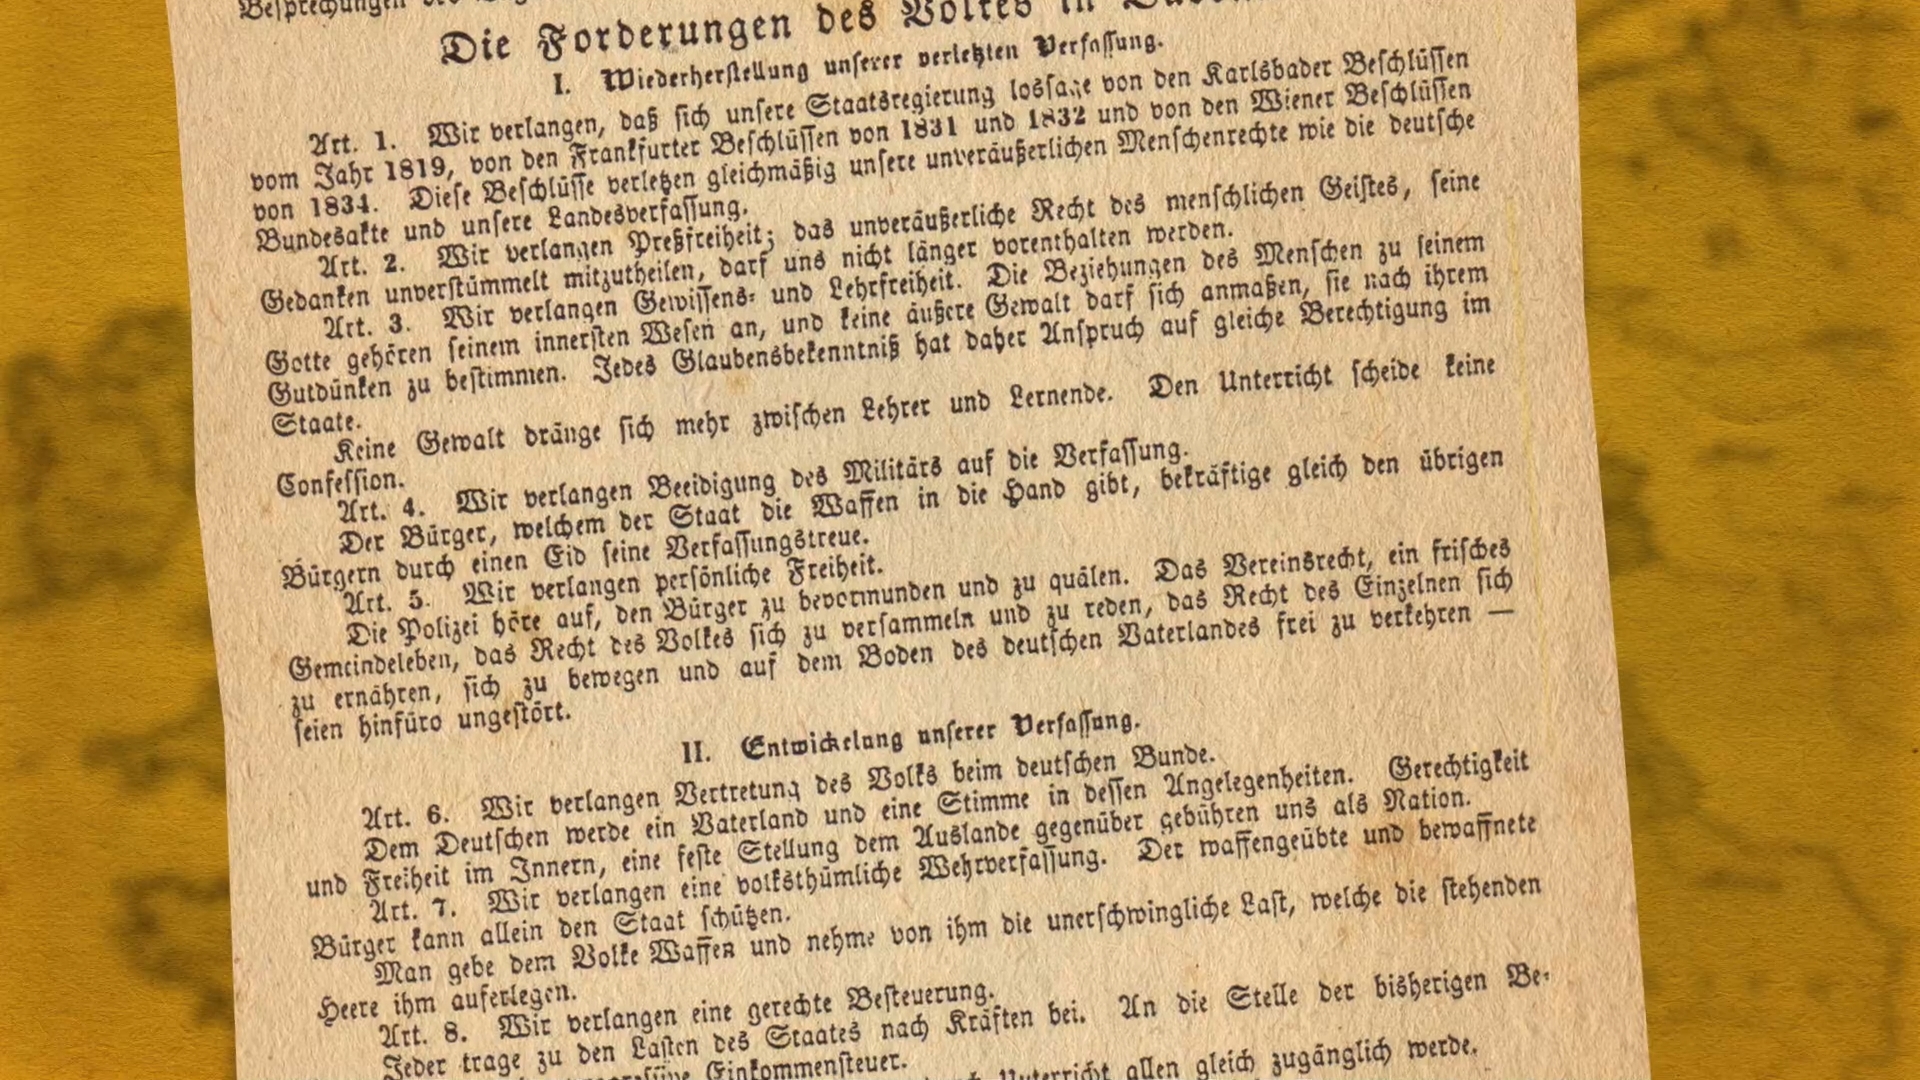 Besprechungen
Die Forderungen des Volkes in
I. Wiederherstellung unserer verletzten Verfassung.
Art. 1. Wir verlangen, daß sich unsere Staatsregierung lossage von den Karlsbader Beschlüssen
vom Jahr 1819, von den Frankfurter Beschlüssen von 1831 und 1832 und von den Wiener Beschlüssen
von 1834. Diese Beschlüsse verletzen gleichmäßig unsere unveräußerlichen Menschenrechte wie die deutsche
Bundesakte und unsere Landesverfassung.
Art. 2. Wir verlangen Preßfreiheit; das unveräußerliche Recht des menschlichen Geistes, seine
Gedanken unverstümmelt mitzutheilen, darf uns nicht länger vorenthalten werden.
Art. 3. Wir verlangen Gewissens- und Lehrfreiheit. Die Beziehungen des Menschen zu seinem
Gotte gehören seinem innersten Wesen an, und keine äußere Gewalt darf sich anmaßen, sie nach ihrem
Gutdünken zu bestimmen. Jedes Glaubensbekenntniß hat daher Anspruch auf gleiche Berechtigung im
Staate.
Keine Gewalt dränge sich mehr zwischen Lehrer und Lernende. Den Unterricht scheide keine
Confession.
Art. 4. Wir verlangen Beeidigung des Militärs auf die Verfassung.
Der Bürger, welchem der Staat die Waffen in die Hand gibt, bekräftige gleich den übrigen
Bürgern durch einen Eid seine Verfassungstreue.
Art. 5. Wir verlangen persönliche Freiheit.
Die Polizei höre auf, den Bürger zu bevormunden und zu quälen. Das Vereinsrecht, ein frisches
Gemeindeleben, das Recht des Volkes sich zu versammeln und zu reden, das Recht des Einzelnen sich
zu ernähren, sich zu bewegen und auf dem Boden des deutschen Vaterlandes frei zu verkehren —
seien hinfüro ungestört.
II. Entwickelung unserer Verfassung.
Art. 6. Wir verlangen Vertretung des Volks beim deutschen Bunde.
Dem Deutschen werde ein Vaterland und eine Stimme in dessen Angelegenheiten. Gerechtigkeit
und Freiheit im Innern, eine feste Stellung dem Auslande gegenüber gebühren uns als Nation.
Art. 7. Wir verlangen eine volksthümliche Wehrverfassung. Der waffengeübte und bewaffnete
Bürger kann allein den Staat schützen.
Man gebe dem Volke Waffen und nehme von ihm die unerschwingliche Last, welche die stehenden
Heere ihm auferlegen.
Art. 8. Wir verlangen eine gerechte Besteuerung.
Jeder trage zu den Lasten des Staates nach Kräften bei. An die Stelle der bisherigen Be-
Einkommensteuer.
Unterricht allen gleich zugänglich werde.